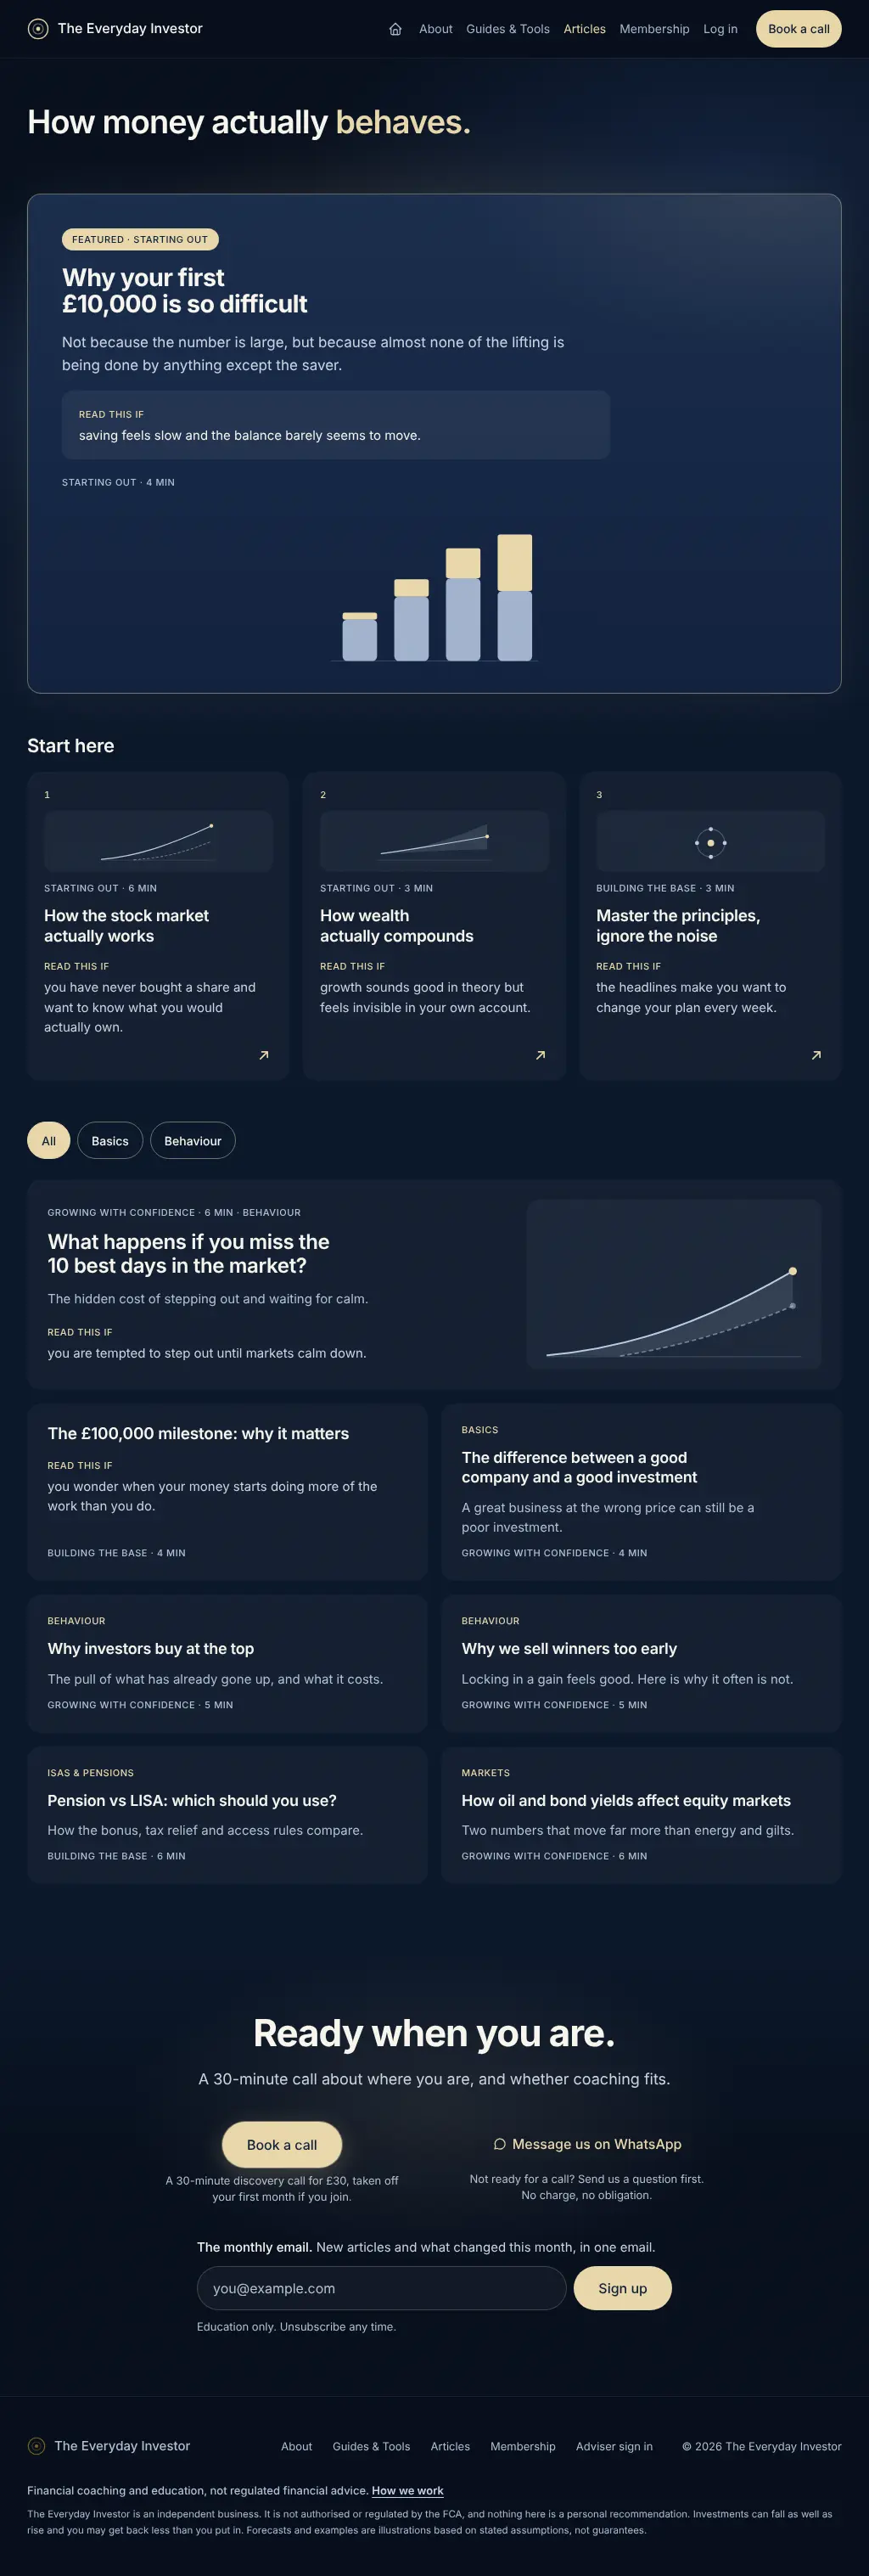 The Everyday Investor
About
Guides & Tools
Articles
Membership
Log in
Book a call
How money actually behaves.
FEATURED · STARTING OUT
Why your first
£10,000 is so difficult
Not because the number is large, but because almost none of the lifting is
being done by anything except the saver.
READ THIS IF
saving feels slow and the balance barely seems to move.
STARTING OUT · 4 MIN
Start here
1
STARTING OUT · 6 MIN
How the stock market
actually works
READ THIS IF
you have never bought a share and
want to know what you would
actually own.
2
STARTING OUT · 3 MIN
How wealth
actually compounds
READ THIS IF
growth sounds good in theory but
feels invisible in your own account.
3
BUILDING THE BASE · 3 MIN
Master the principles,
ignore the noise
READ THIS IF
the headlines make you want to
change your plan every week.
All
Basics
Behaviour
GROWING WITH CONFIDENCE · 6 MIN · BEHAVIOUR
What happens if you miss the
10 best days in the market?
The hidden cost of stepping out and waiting for calm.
READ THIS IF
you are tempted to step out until markets calm down.
The £100,000 milestone: why it matters
READ THIS IF
you wonder when your money starts doing more of the
work than you do.
BUILDING THE BASE · 4 MIN
BASICS
The difference between a good
company and a good investment
A great business at the wrong price can still be a
poor investment.
GROWING WITH CONFIDENCE · 4 MIN
BEHAVIOUR
Why investors buy at the top
The pull of what has already gone up, and what it costs.
GROWING WITH CONFIDENCE · 5 MIN
BEHAVIOUR
Why we sell winners too early
Locking in a gain feels good. Here is why it often is not.
GROWING WITH CONFIDENCE · 5 MIN
ISAS & PENSIONS
Pension vs LISA: which should you use?
How the bonus, tax relief and access rules compare.
BUILDING THE BASE · 6 MIN
MARKETS
How oil and bond yields affect equity markets
Two numbers that move far more than energy and gilts.
GROWING WITH CONFIDENCE · 6 MIN
Ready when you are.
A 30-minute call about where you are, and whether coaching fits.
Book a call
A 30-minute discovery call for £30, taken off
your first month if you join.
Message us on WhatsApp
Not ready for a call? Send us a question first.
No charge, no obligation.
The monthly email. New articles and what changed this month, in one email.
you@example.com
Sign up
Education only. Unsubscribe any time.
The Everyday Investor
About
Guides & Tools
Articles
Membership
Adviser sign in
© 2026 The Everyday Investor
Financial coaching and education, not regulated financial advice. How we work
The Everyday Investor is an independent business. It is not authorised or regulated by the FCA, and nothing here is a personal recommendation. Investments can fall as well as
rise and you may get back less than you put in. Forecasts and examples are illustrations based on stated assumptions, not guarantees.